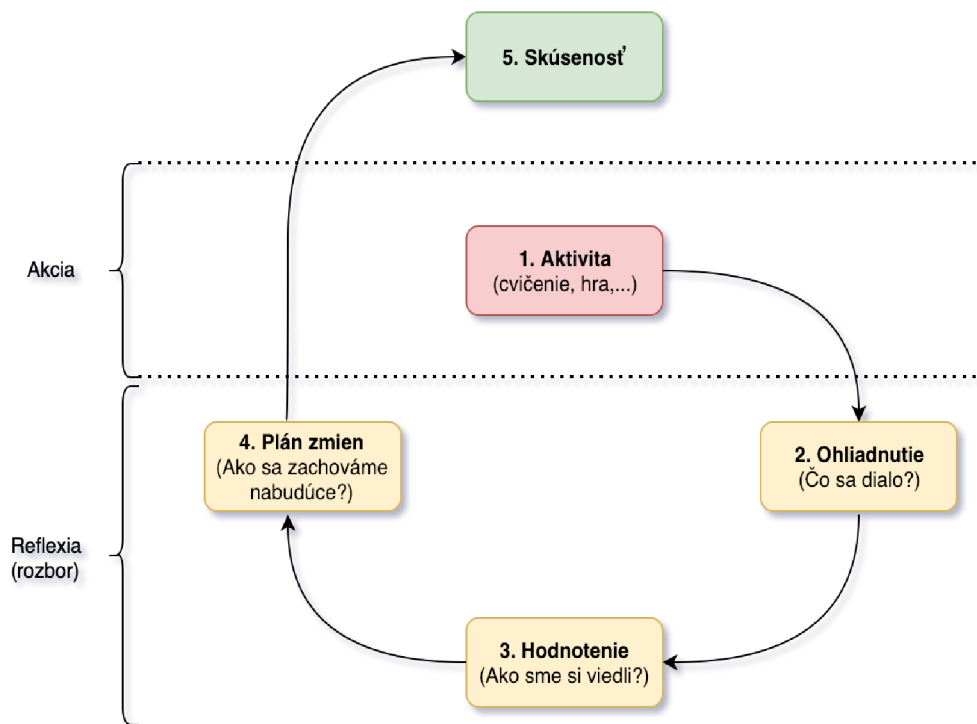 5. Skúsenosť
Akcia
1. Aktivita
(cvičenie, hra,...)
4. Plán zmien
(Ako sa zachováme
nabudúce?)
2. Ohliadnutie
(Čo sa dialo?)
Reflexia
(rozbor)
3. Hodnotenie
(Ako sme si viedli?)